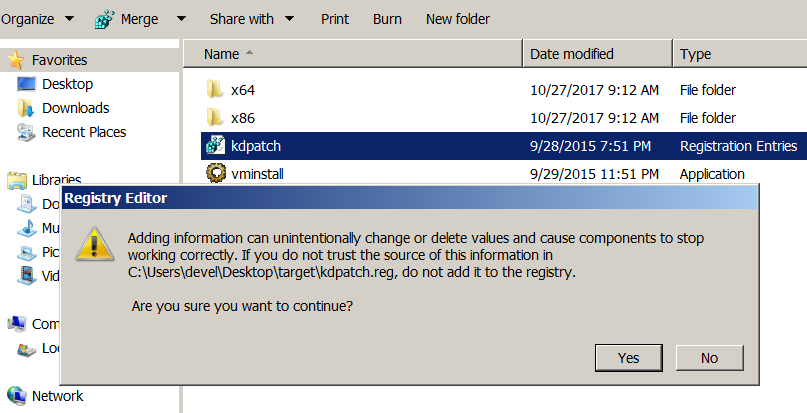 Organize Merge Share with Print Burn New folder
Name Date modified Type
Favorites
Desktop
Downloads
Recent Places
Libraries
Do
Mu
Pic
Vid
Com
Lo
Network
x64 10/27/2017 9:12 AM File folder
x86 10/27/2017 9:12 AM File folder
kdpatch 9/28/2015 7:51 PM Registration Entries
vminstall 9/29/2015 11:51 PM Application
Registry Editor
Adding information can unintentionally change or delete values and cause components to stop
working correctly. If you do not trust the source of this information in
C:\Users\devel\Desktop\target\kdpatch.reg, do not add it to the registry.
Are you sure you want to continue?
Yes No